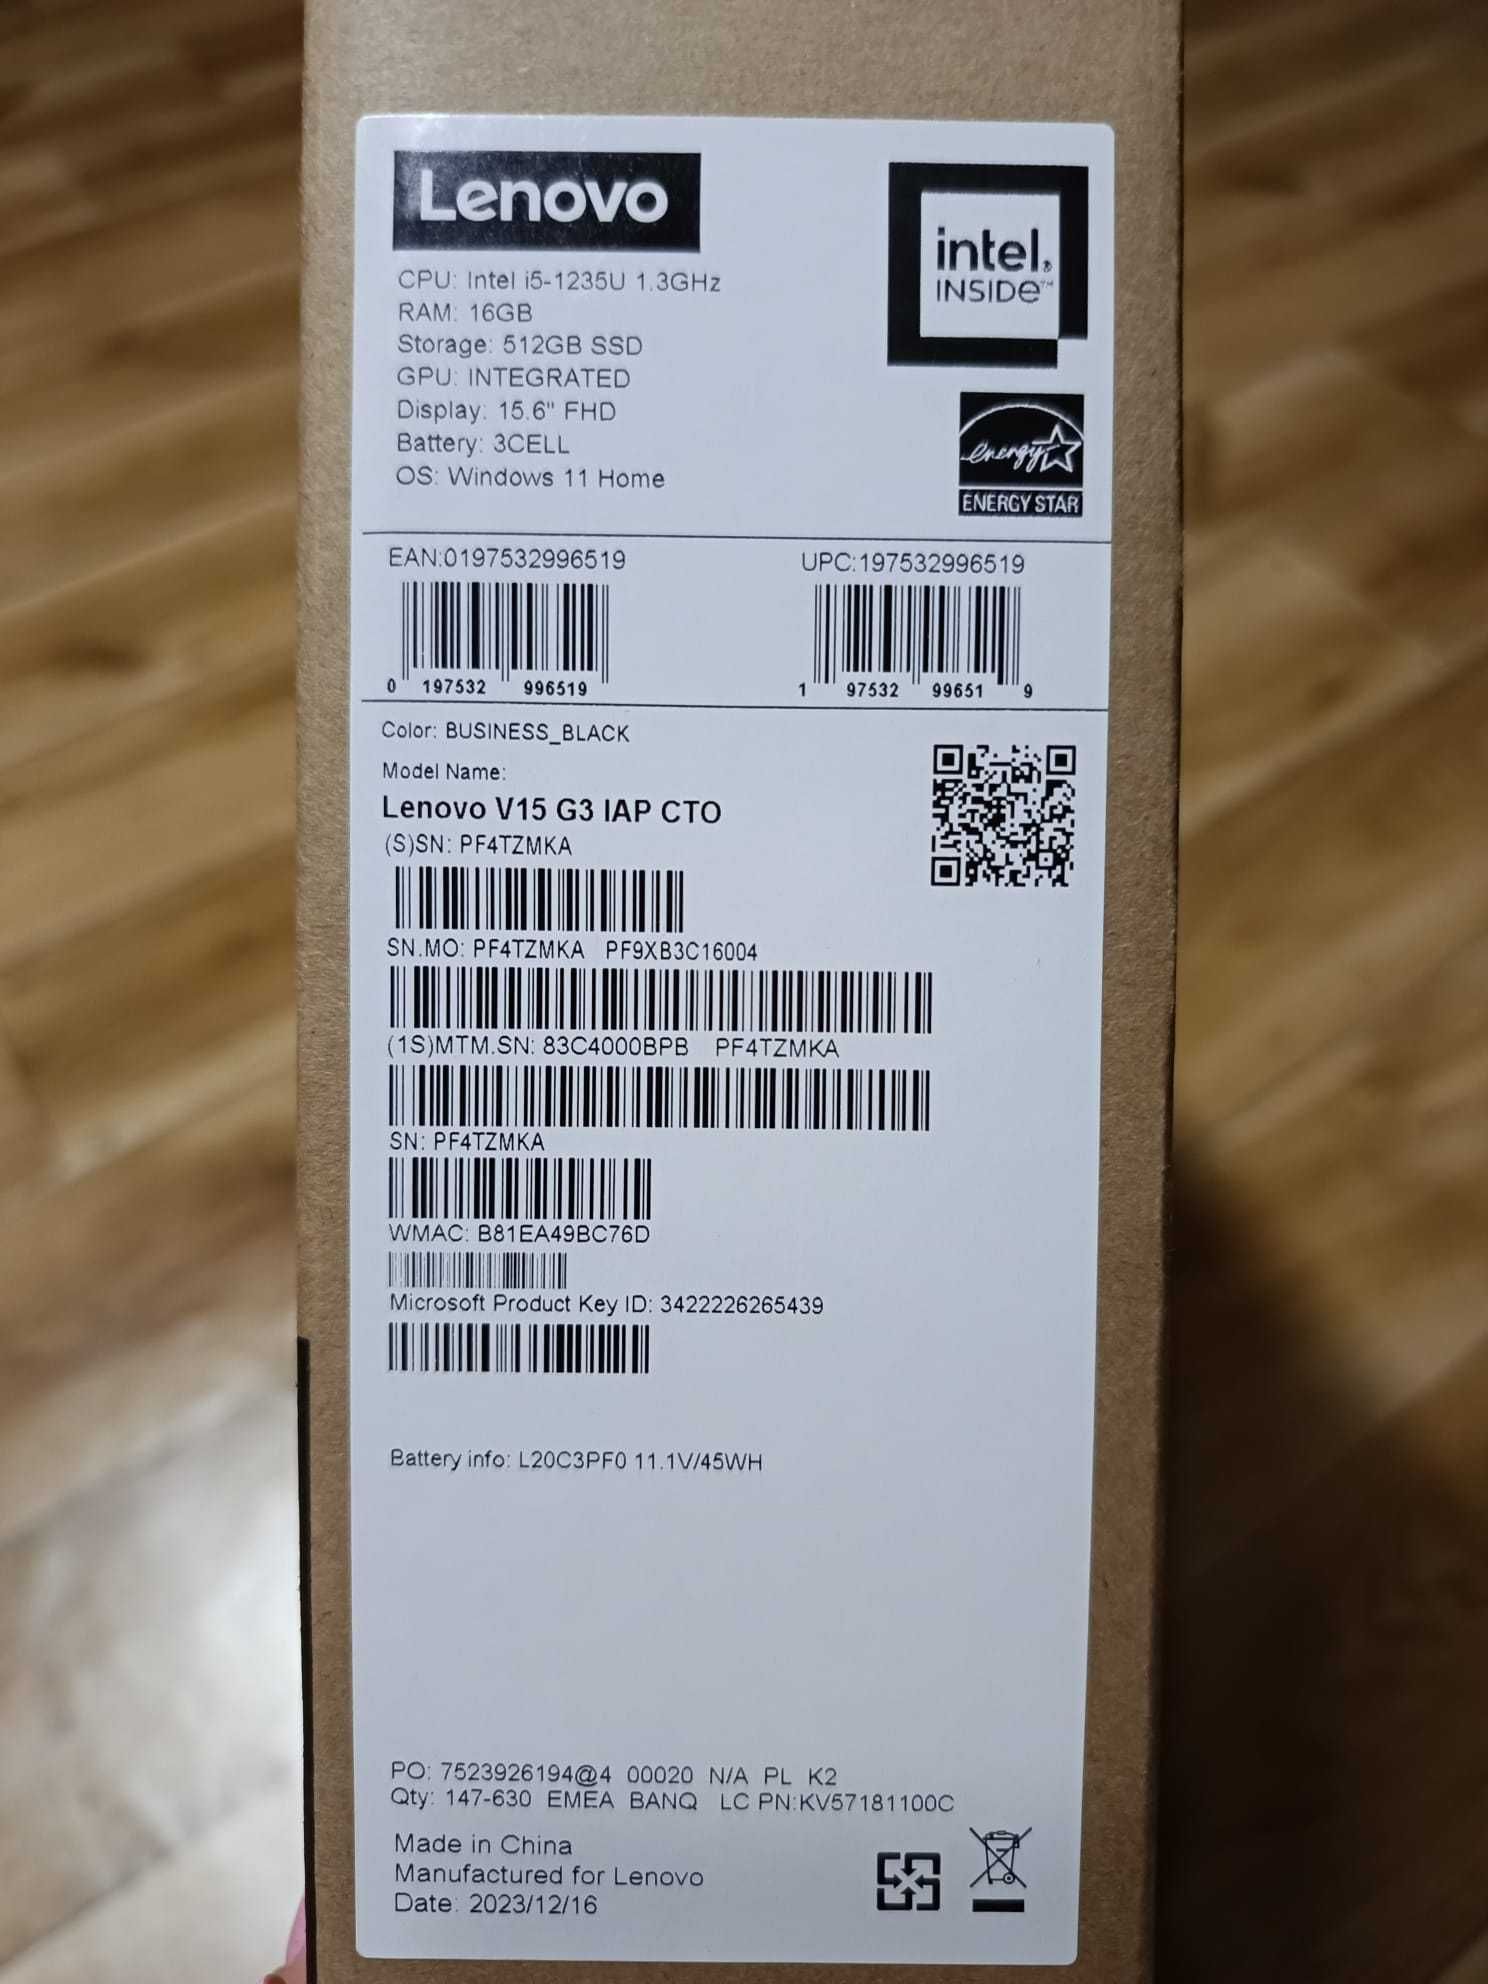 Lenovo
intel.
INSIDe™
CPU: Intel i5-1235U 1.3GHz
RAM: 16GB
Storage: 512GB SSD
GPU: INTEGRATED
Display: 15.6" FHD
Battery: 3CELL
OS: Windows 11 Home
energy
ENERGY STAR
EAN:0197532996519
UPC:197532996519
0 197532 996519
1 97532 99651 9
Color: BUSINESS_BLACK
Model Name:
Lenovo V15 G3 IAP CTO
(S)SN: PF4TZMKA
SN.MO: PF4TZMKA PF9XB3C16004
(1S)MTM.SN: 83C4000BPB PF4TZMKA
SN: PF4TZMKA
WMAC: B81EA49BC76D
Microsoft Product Key ID: 3422226265439
Battery info: L20C3PF0 11.1V/45WH
PO: 7523926194@4 00020 N/A PL K2
Qty: 147-630 EMEA BANQ LC PN:KV57181100C
Made in China
Manufactured for Lenovo
Date: 2023/12/16